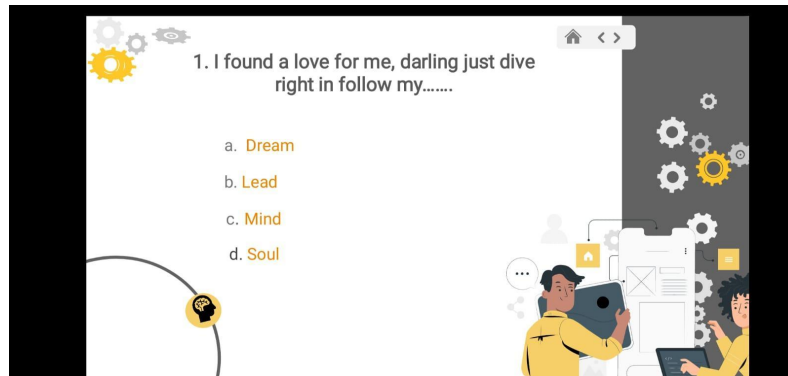 1. I found a love for me, darling just dive
right in follow my.......
a. Dream
b. Lead
c. Mind
d. Soul